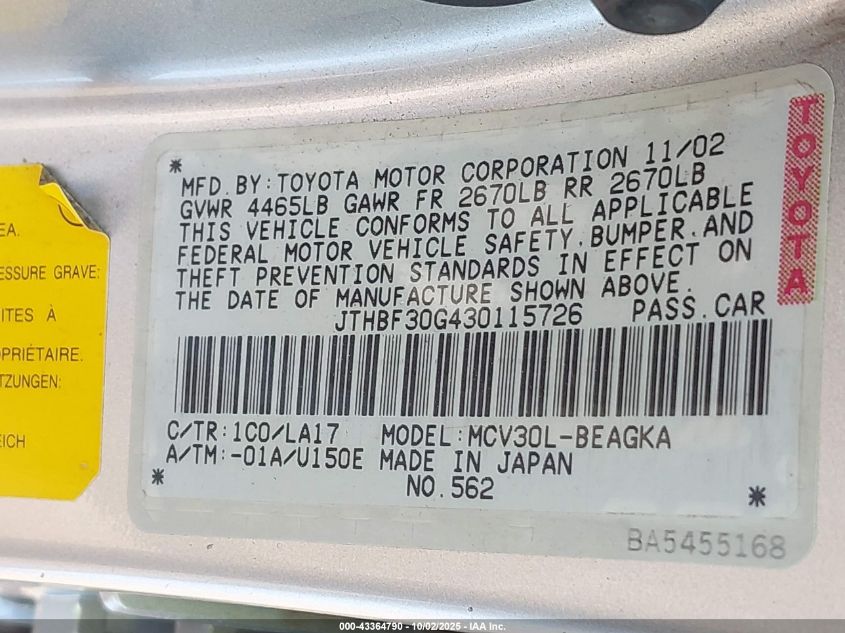 EA.
ESSURE GRAVE:
ITES À
OPRIÉTAIRE.
TZUNGEN:
EICH
* MFD. BY: TOYOTA MOTOR CORPORATION 11/02
GVWR 4465LB GAWR FR 2670LB RR 2670LB
THIS VEHICLE CONFORMS TO ALL APPLICABLE
FEDERAL MOTOR VEHICLE SAFETY, BUMPER, AND
THEFT PREVENTION STANDARDS IN EFFECT ON
THE DATE OF MANUFACTURE SHOWN ABOVE.
JTHBF30G430115726 PASS. CAR
C/TR: 1C0/LA17 MODEL: MCV30L-BEAGKA
A/TM: -01A/U150E MADE IN JAPAN
* NO. 562 *
TOYOTA
BA5455168
000-43364790 - 10/02/2025 - IAA Inc.